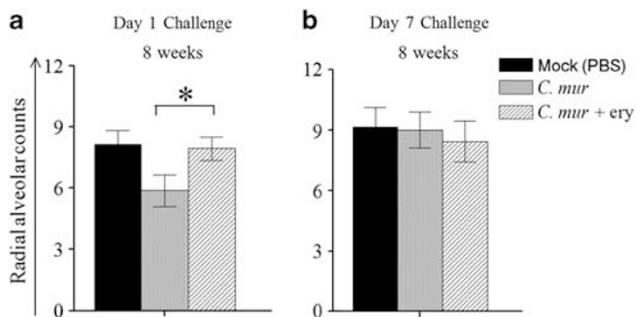 a
Day 1 Challenge
8 weeks
Radial alveolar counts
12
9
6
3
0
*
b
Day 7 Challenge
8 weeks
12
9
6
3
0
Mock (PBS)
C. mur
C. mur + ery